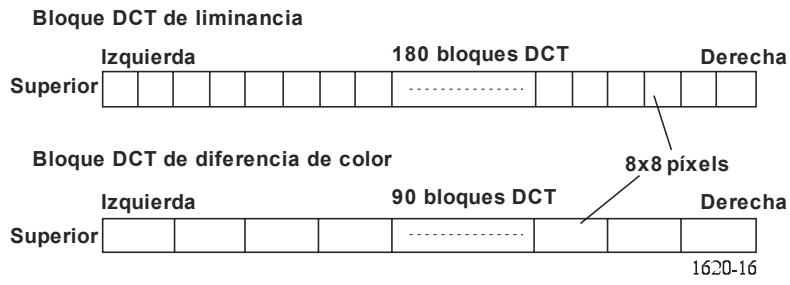 Bloque DCT de liminancia
Izquierda 180 bloques DCT Derecha
Superior
Bloque DCT de diferencia de color
8x8 píxels
Izquierda 90 bloques DCT Derecha
Superior
1620-16